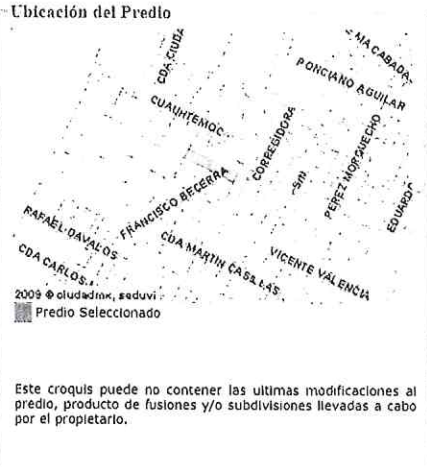 Ubicación del Predio
CDA CIUDA
MA CABADA
PONCIANO AGUILAR
CUAUHTEMOC
CORREGIDORA
Sm
PEREZ MORQUECHO
EDUARDO
FRANCISCO BECERRA
RAFAEL DAVALOS
CDA MARTIN CASILLAS
VICENTE VALENCIA
CDA CARLOS
2009 © ciudadmx, seduvi
Predio Seleccionado
Este croquis puede no contener las ultimas modificaciones al
predio, producto de fusiones y/o subdivisiones llevadas a cabo
por el propietario.